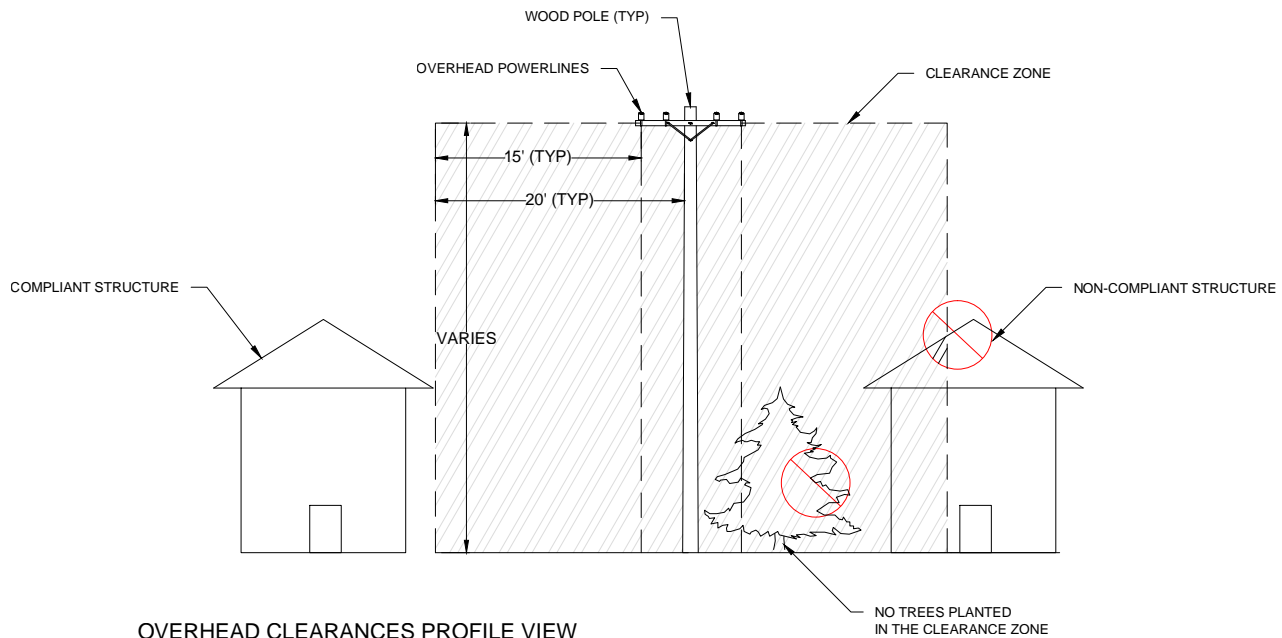 WOOD POLE (TYP)
OVERHEAD POWERLINES
CLEARANCE ZONE
15' (TYP)
20' (TYP)
COMPLIANT STRUCTURE
NON-COMPLIANT STRUCTURE
VARIES
NO TREES PLANTED
IN THE CLEARANCE ZONE
OVERHEAD CLEARANCES PROFILE VIEW